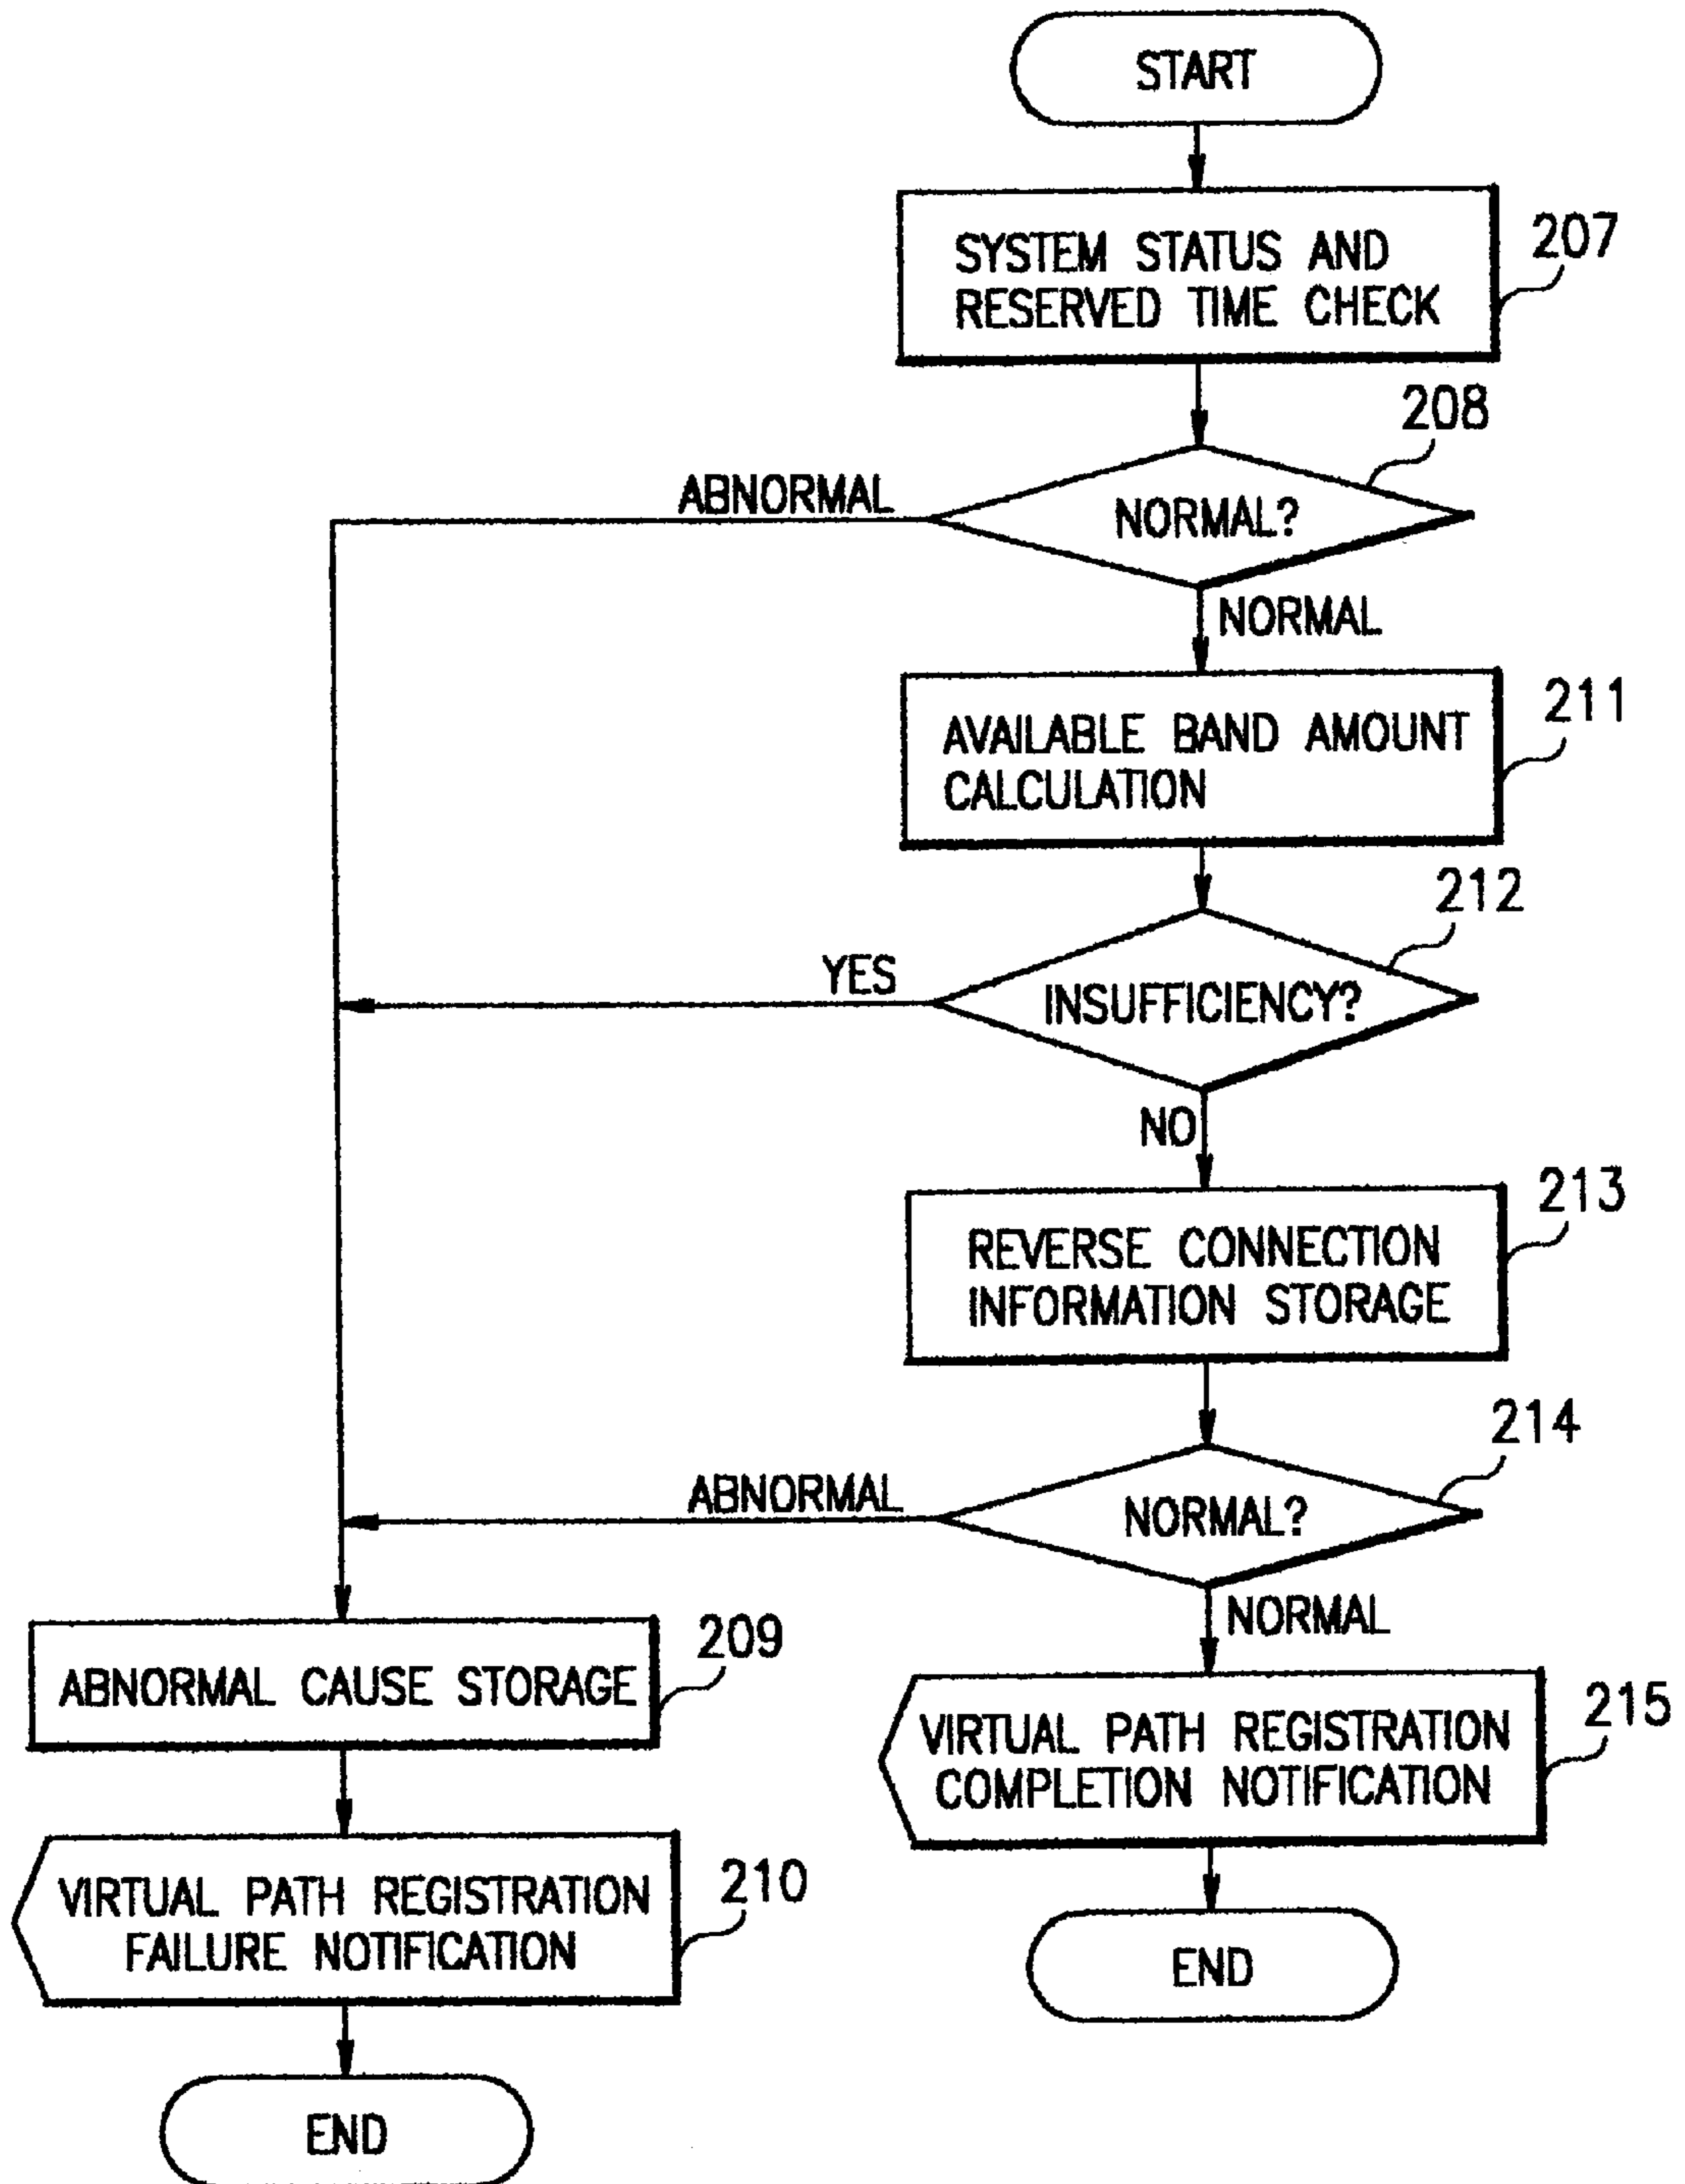 START
SYSTEM STATUS AND
RESERVED TIME CHECK
207
208
ABNORMAL
NORMAL?
NORMAL
AVAILABLE BAND AMOUNT
CALCULATION
211
212
YES
INSUFFICIENCY?
NO
REVERSE CONNECTION
INFORMATION STORAGE
213
214
ABNORMAL
NORMAL?
NORMAL
ABNORMAL CAUSE STORAGE
209
VIRTUAL PATH REGISTRATION
COMPLETION NOTIFICATION
215
VIRTUAL PATH REGISTRATION
FAILURE NOTIFICATION
210
END
END